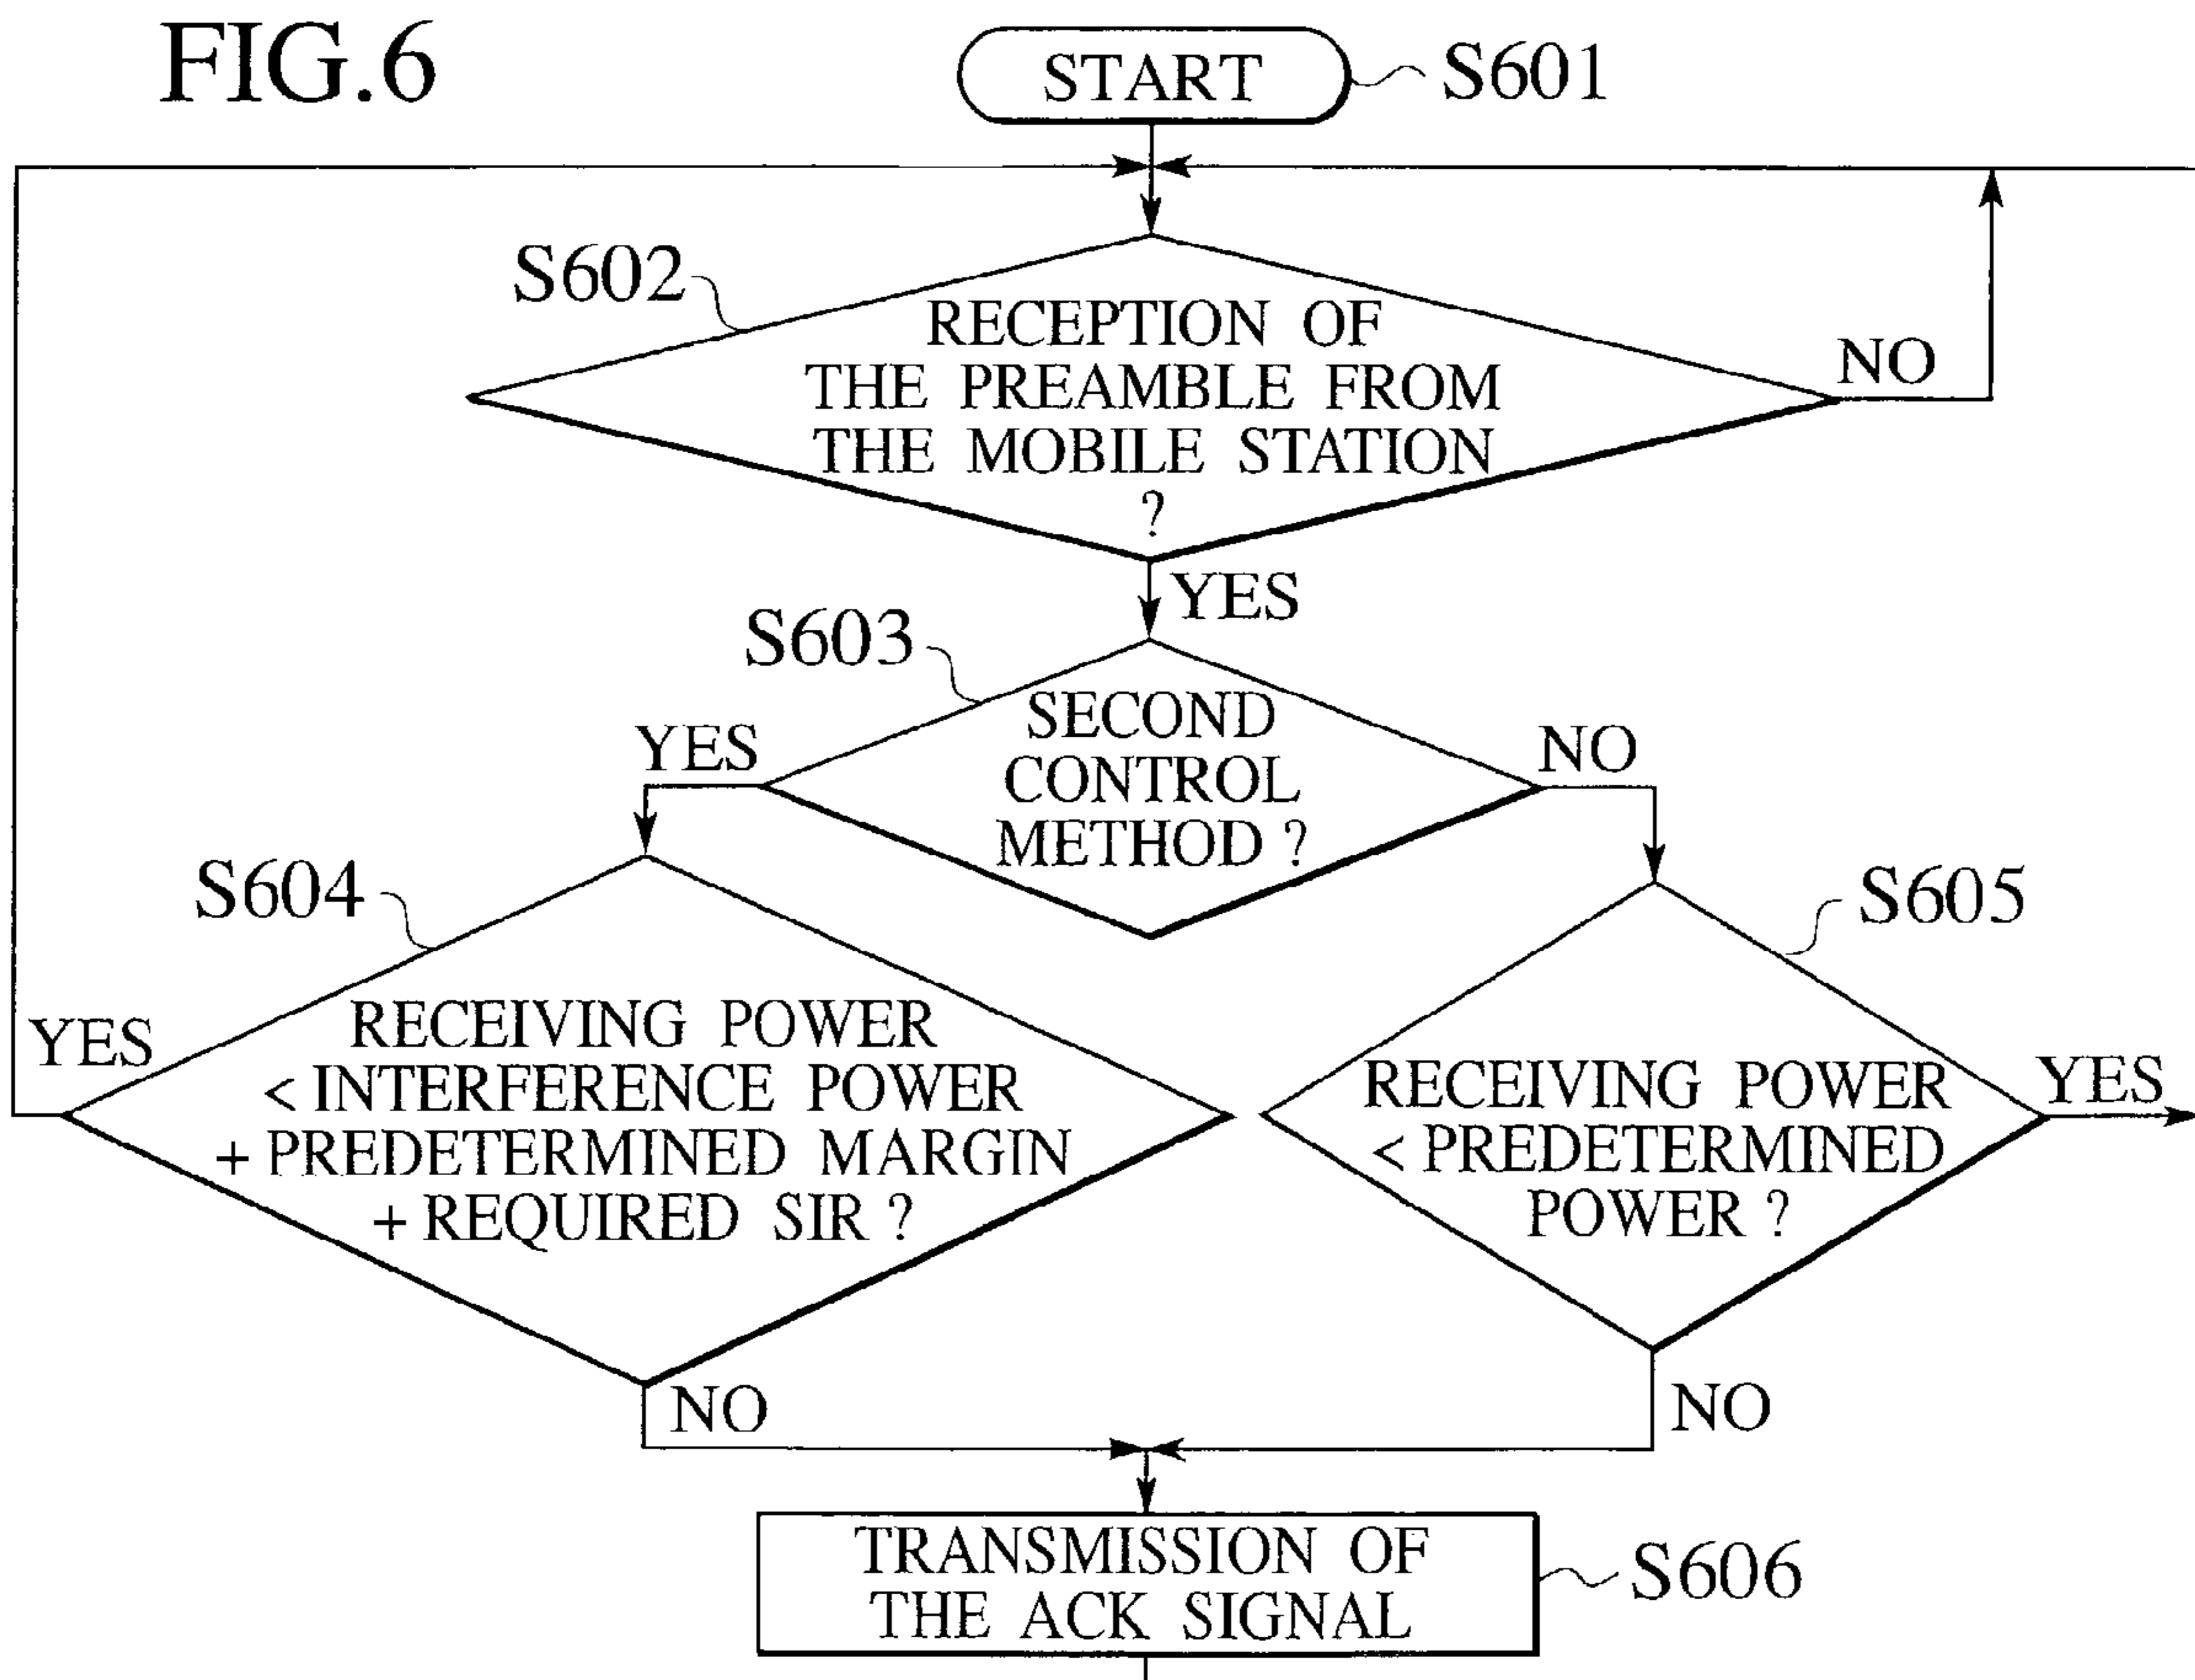 FIG.6
START
S601
S602
RECEPTION OF
THE PREAMBLE FROM
THE MOBILE STATION
?
NO
YES
S603
SECOND
CONTROL
METHOD ?
YES
NO
S604
RECEIVING POWER
< INTERFERENCE POWER
+ PREDETERMINED MARGIN
+ REQUIRED SIR ?
YES
NO
S605
RECEIVING POWER
< PREDETERMINED
POWER ?
YES
NO
TRANSMISSION OF
THE ACK SIGNAL
S606